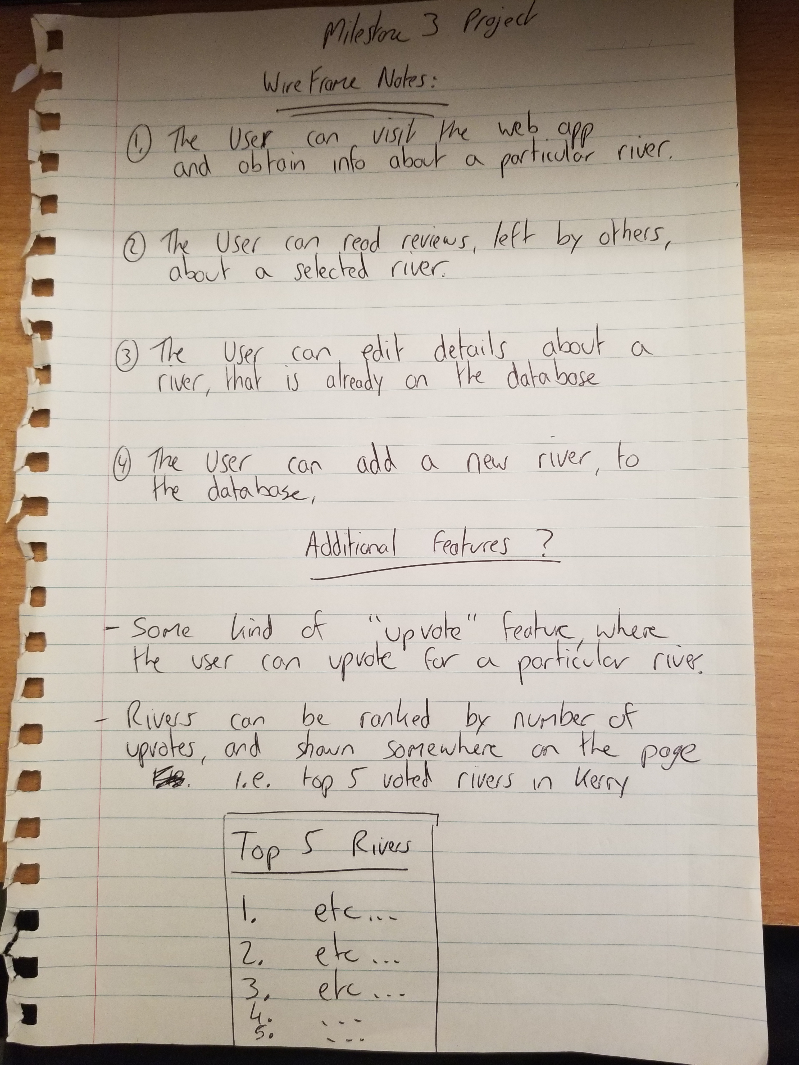 Milestone 3 Project
WireFrame Notes:
① The User can visit the web app
and obtain info about a particular river.
② The User can read reviews, left by others,
about a selected river.
③ The User can edit details about a
river, that is already on the database
④ The User can add a new river, to
the database,
Additional Features ?
- Some kind of "upvote" feature, where
the user can upvote for a particular river.
- Rivers can be ranked by number of
upvotes, and shown somewhere on the page
i.e. top 5 voted rivers in Kerry
Top 5 Rivers
1. etc...
2. etc...
3. etc...
4. ...
5. ...